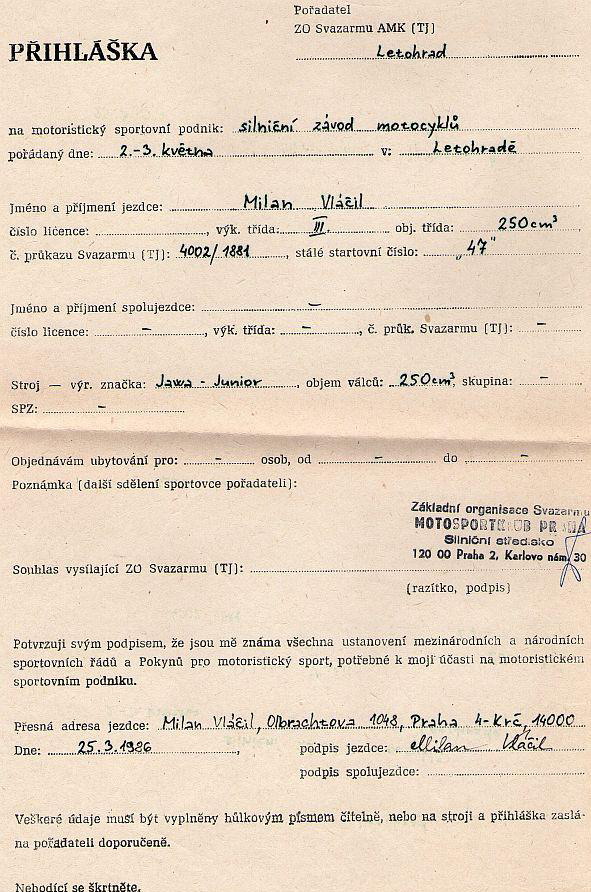 Pořadatel
ZO Svazarmu AMK (TJ)
PŘIHLÁŠKA
Letohrad
na motoristický sportovní podnik: silniční závod motocyklů
pořádaný dne: 2.-3. května v: Letohradě
Jméno a příjmení jezdce: Milan Vláčil
číslo licence: , výk. třída: III. obj. třída: 250cm³,
č. průkazu Svazarmu (TJ): 4002/1881, stálé startovní číslo: „47"
Jméno a příjmení spolujezdce: –
číslo licence: –, výk. třída: –, č. průk. Svazarmu (TJ): –
Stroj — výr. značka: Jawa - Junior, objem válců: 250cm³, skupina: –
SPZ: –
Objednávám ubytování pro: – osob, od – do –
Poznámka (další sdělení sportovce pořadateli):
Základní organisace Svazarmu
MOTOSPORTKLUB PRAHA
Silniční středisko
120 00 Praha 2, Karlovo nám. 30
Souhlas vysílající ZO Svazarmu (TJ):
(razítko, podpis)
Potvrzuji svým podpisem, že jsou mě známa všechna ustanovení mezinárodních a národních
sportovních řádů a Pokynů pro motoristický sport, potřebné k moji účasti na motoristickém
sportovním podniku.
Přesná adresa jezdce: Milan Vláčil, Olbrachtova 1048, Praha 4-Krč, 14000
Dne: 25.3.1986, podpis jezdce: Milan Vláčil
podpis spolujezdce:
Veškeré údaje musí být vyplněny hůlkovým písmem čitelně, nebo na stroji a přihláška zaslá-
na pořadateli doporučeně.
Nehodící se škrtněte.